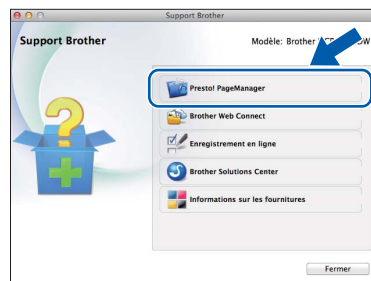 Support Brother
Support Brother
Modèle: Brother
Presto! PageManager
Brother Web Connect
Enregistrement en ligne
Brother Solutions Center
Informations sur les fournitures
Fermer